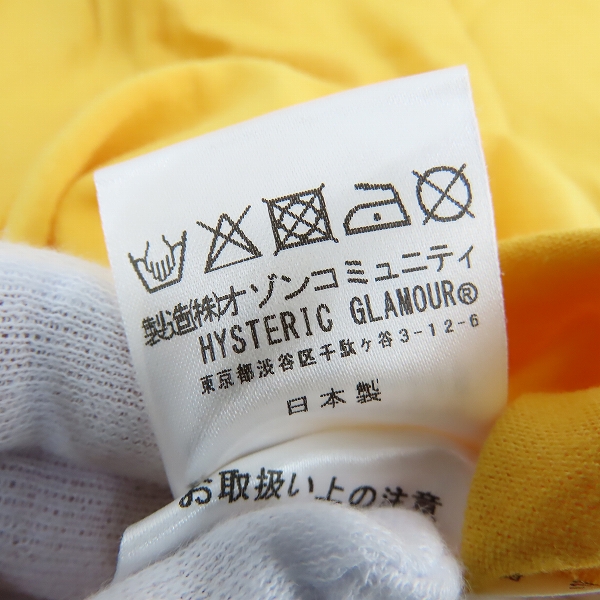 製造(株)オゾンコミュニティ
HYSTERIC GLAMOUR®
東京都渋谷区千駄ヶ谷3-12-6
日本製
お取扱い上の注意